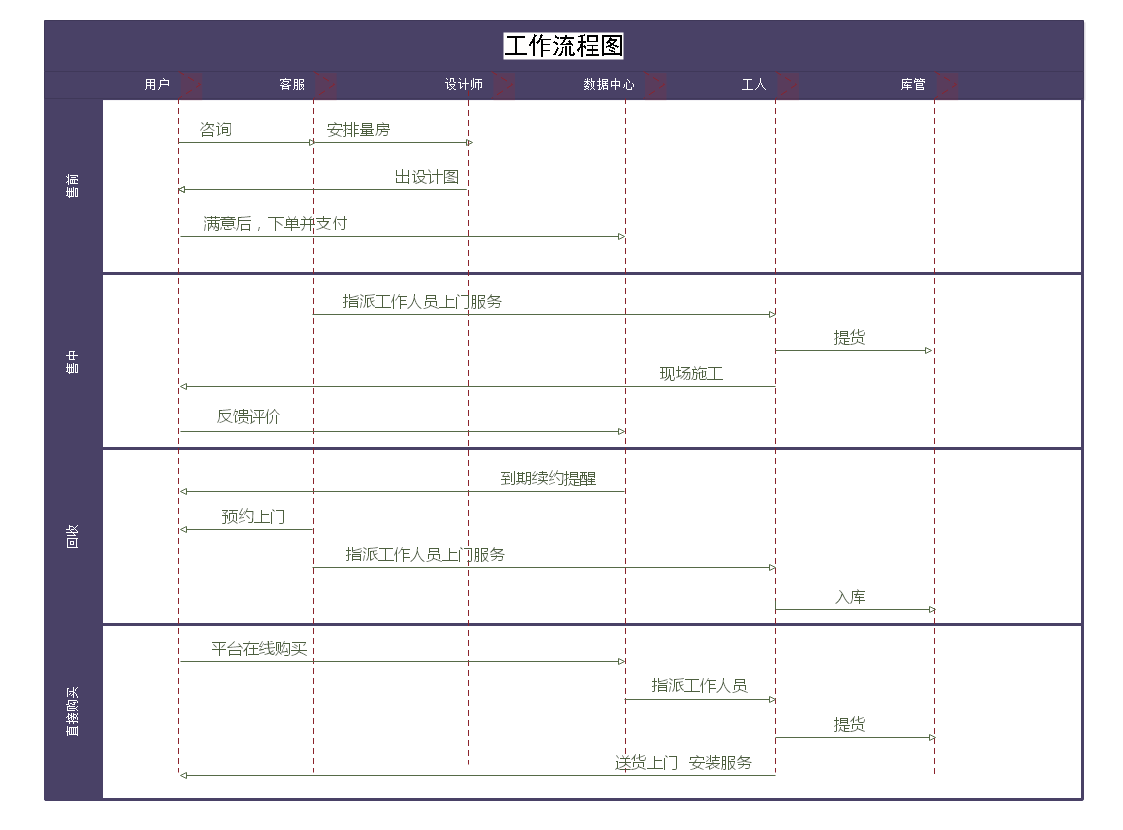 工作流程图
用户 客服 设计师 数据中心 工人 库管
售前
咨询 安排量房
出设计图
满意后，下单并支付
售中
指派工作人员上门服务
提货
现场施工
反馈评价
回收
到期续约提醒
预约上门
指派工作人员上门服务
入库
直接购买
平台在线购买
指派工作人员
提货
送货上门 安装服务